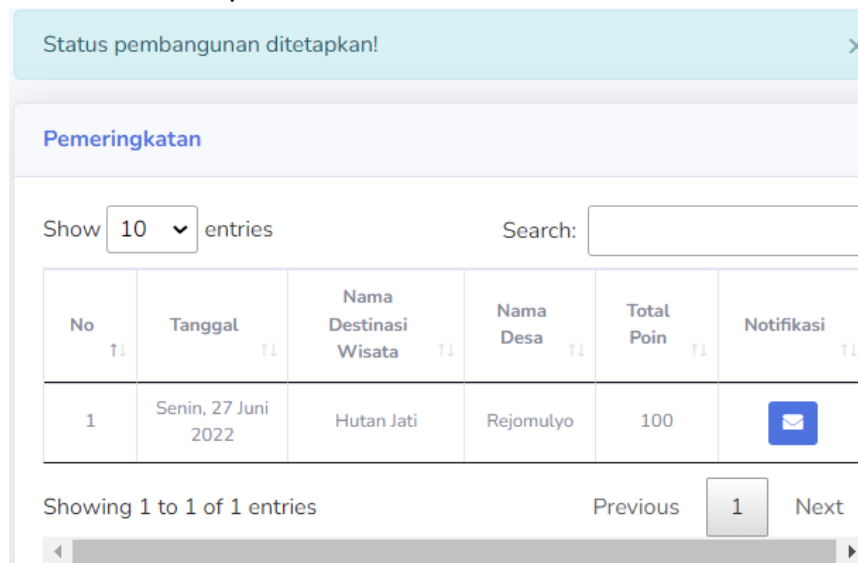 Status pembangunan ditetapkan!
Pemeringkatan
Show 10 entries Search:
No Tanggal Nama Destinasi Wisata Nama Desa Total Poin Notifikasi
1 Senin, 27 Juni 2022 Hutan Jati Rejomulyo 100
Showing 1 to 1 of 1 entries Previous 1 Next